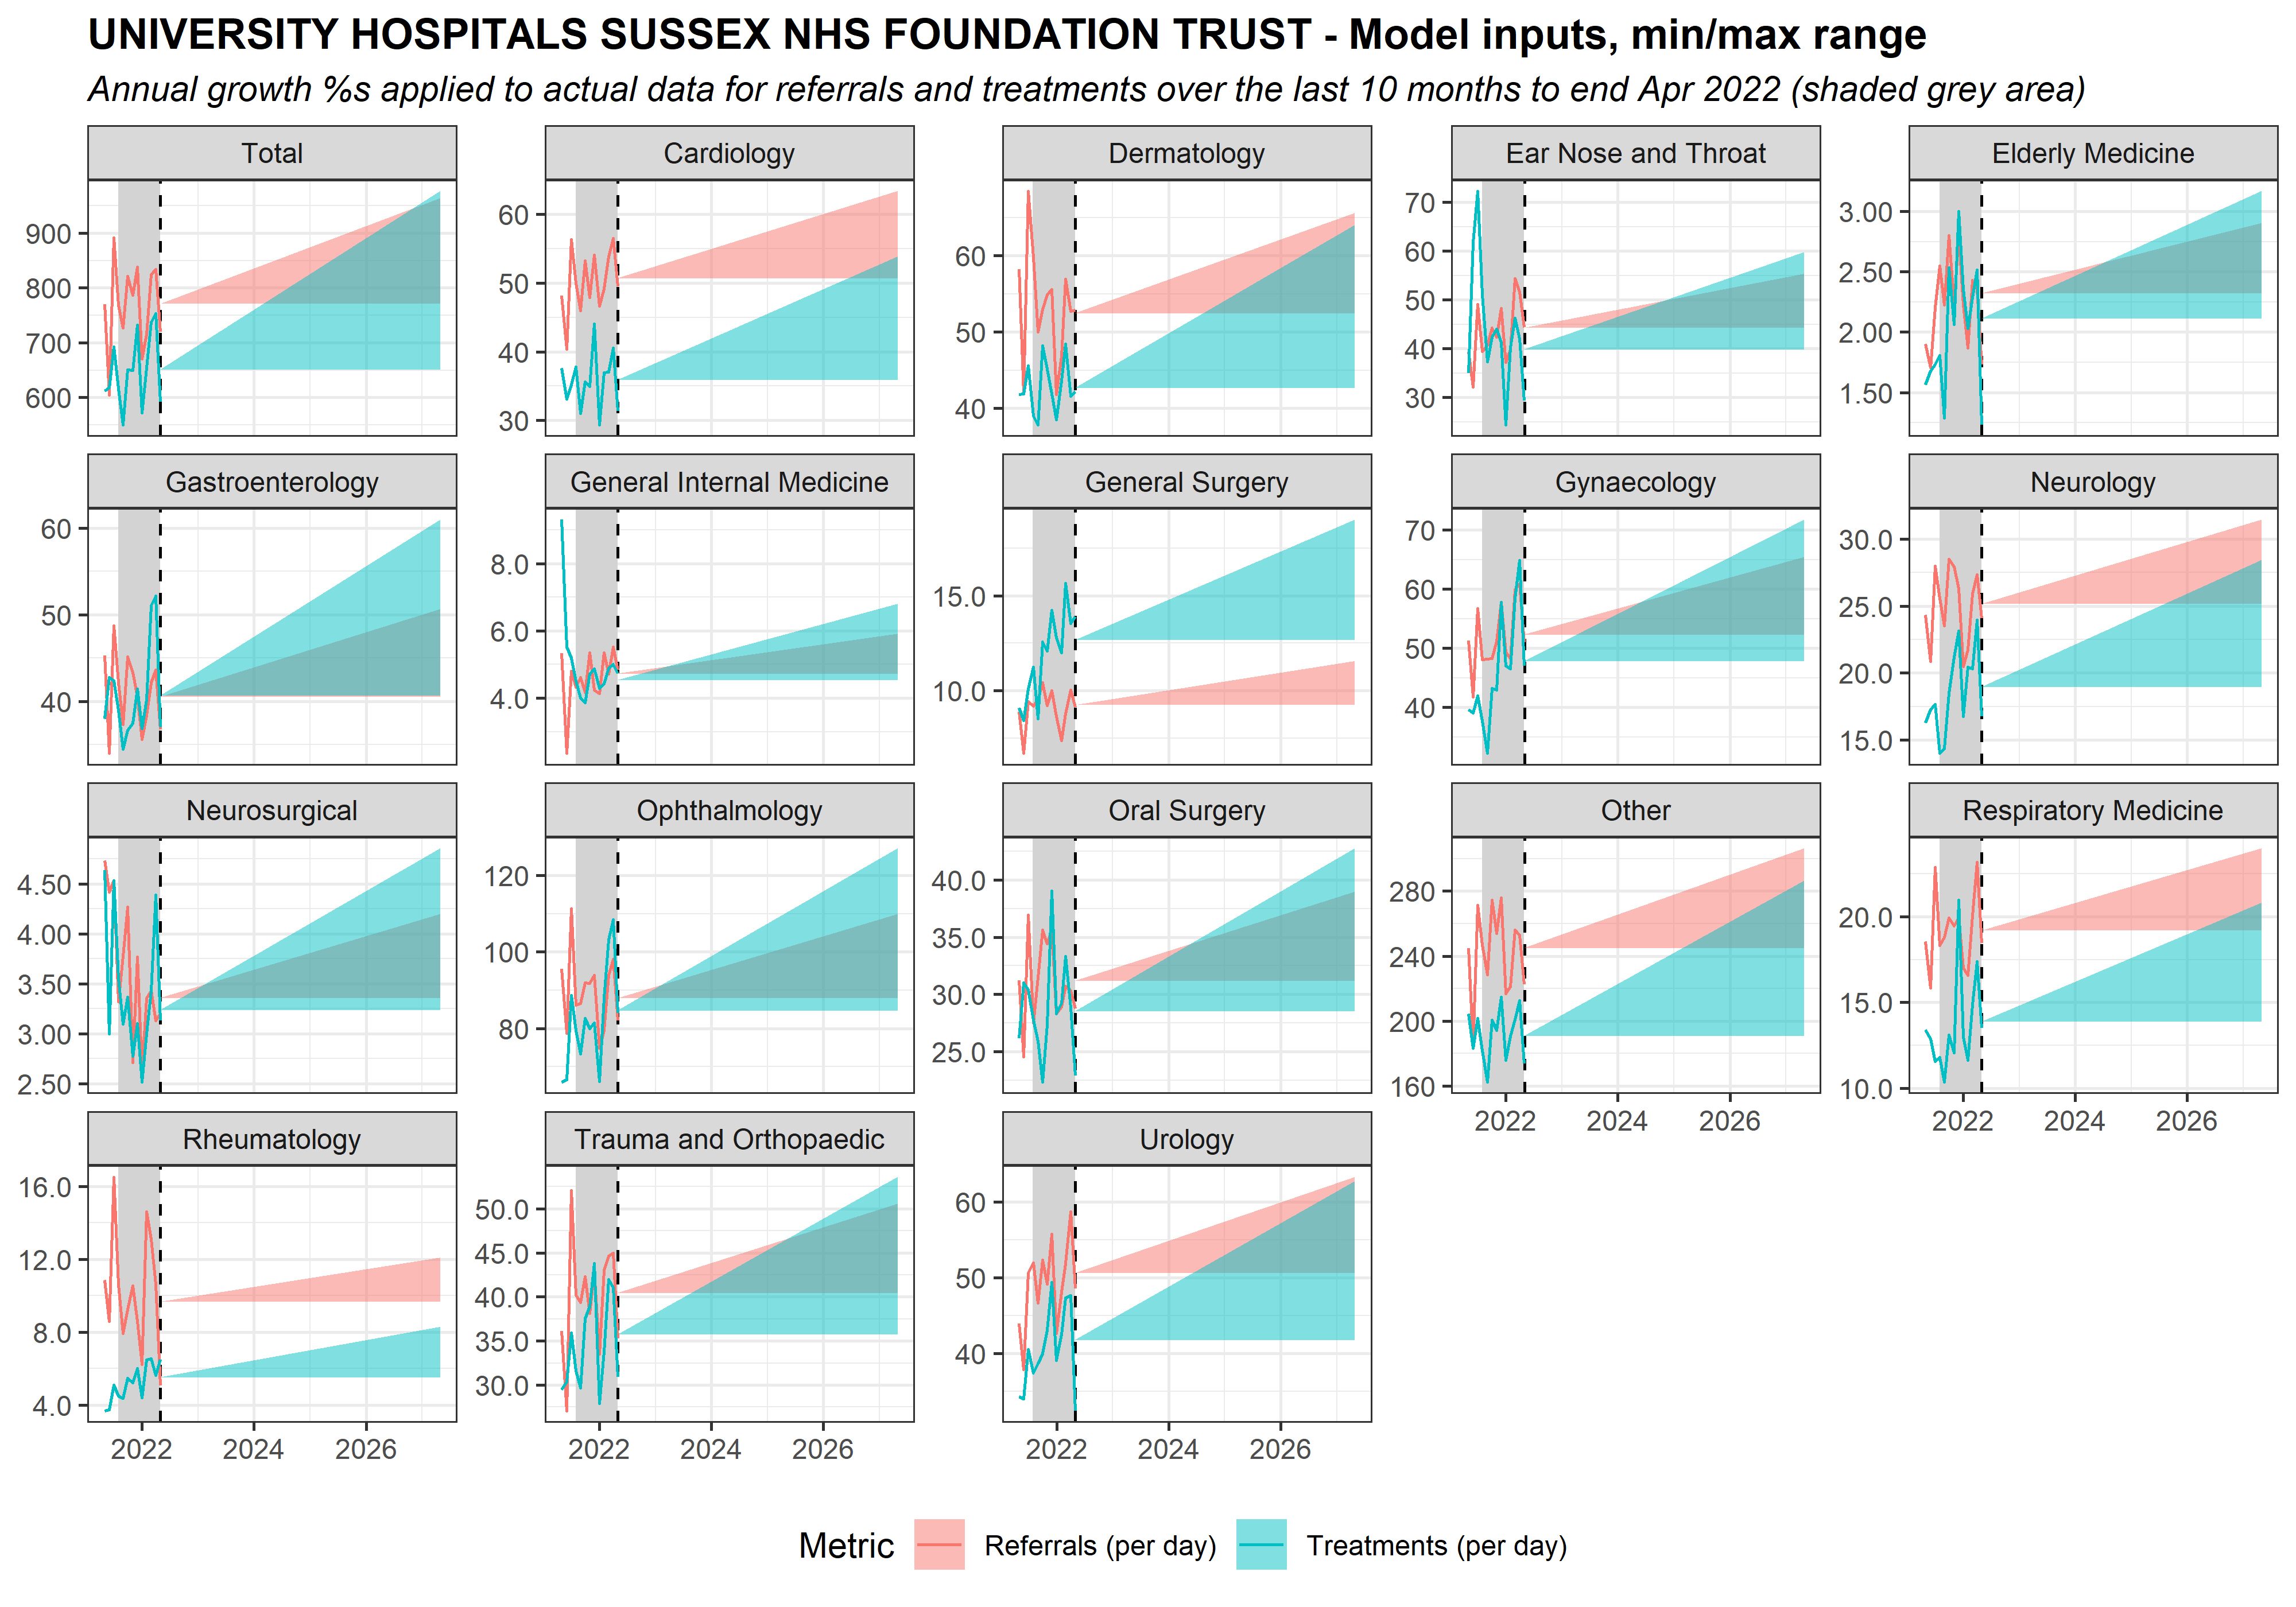 UNIVERSITY HOSPITALS SUSSEX NHS FOUNDATION TRUST - Model inputs, min/max range
Annual growth %s applied to actual data for referrals and treatments over the last 10 months to end Apr 2022 (shaded grey area)
Total
900
800
700
600
Cardiology
60
50
40
30
Dermatology
60
50
40
Ear Nose and Throat
70
60
50
40
30
Elderly Medicine
3.00
2.50
2.00
1.50
Gastroenterology
60
50
40
General Internal Medicine
8.0
6.0
4.0
General Surgery
15.0
10.0
Gynaecology
70
60
50
40
Neurology
30.0
25.0
20.0
15.0
Neurosurgical
4.50
4.00
3.50
3.00
2.50
Ophthalmology
120
100
80
Oral Surgery
40.0
35.0
30.0
25.0
Other
280
240
200
160
2022 2024 2026
Respiratory Medicine
20.0
15.0
10.0
2022 2024 2026
Rheumatology
16.0
12.0
8.0
4.0
2022 2024 2026
Trauma and Orthopaedic
50.0
45.0
40.0
35.0
30.0
2022 2024 2026
Urology
60
50
40
2022 2024 2026
Metric Referrals (per day) Treatments (per day)